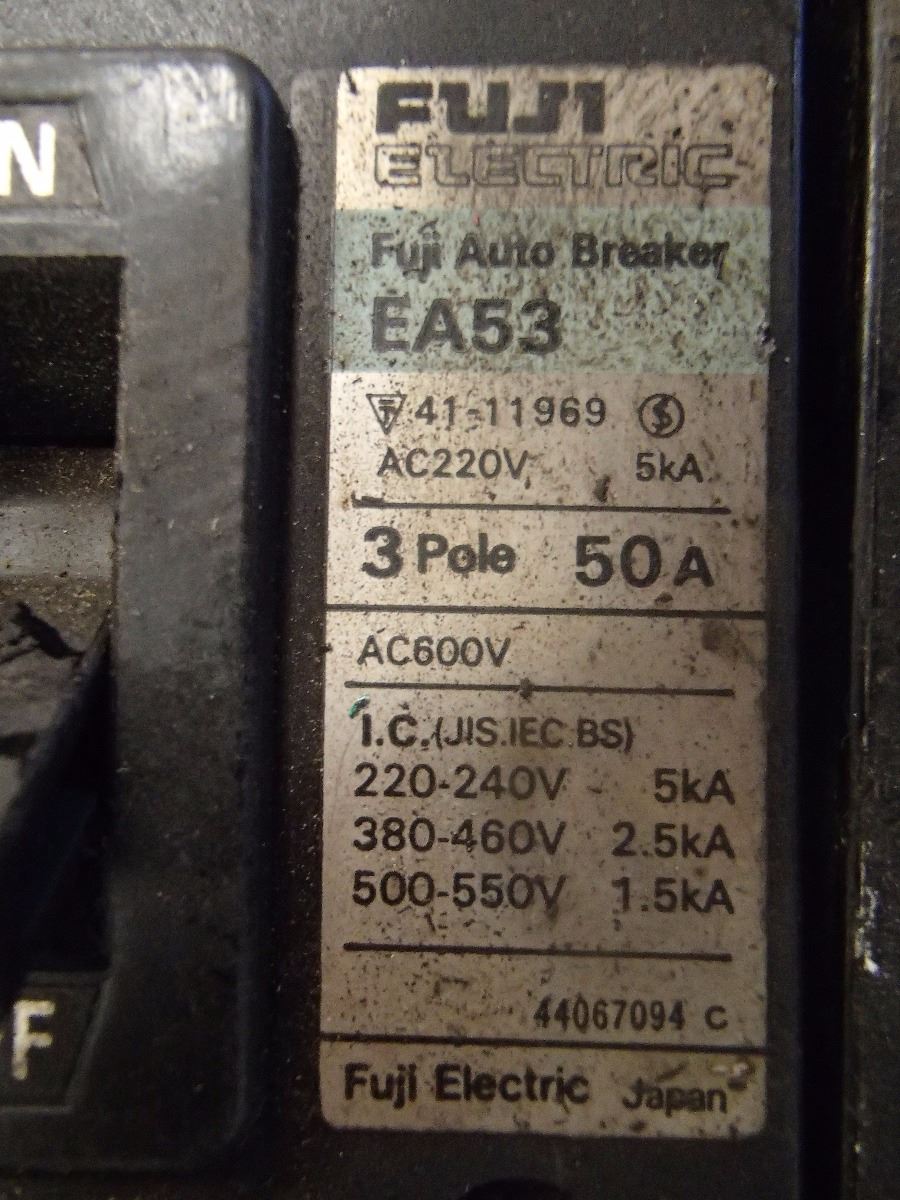 FUJI
ELECTRIC
Fuji Auto Breaker
EA53
41-11969
AC220V 5kA
3 Pole 50A
AC600V
I.C.(JIS.IEC.BS)
220-240V 5kA
380-460V 2.5kA
500-550V 1.5kA
44067094 C
Fuji Electric Japan
N
F